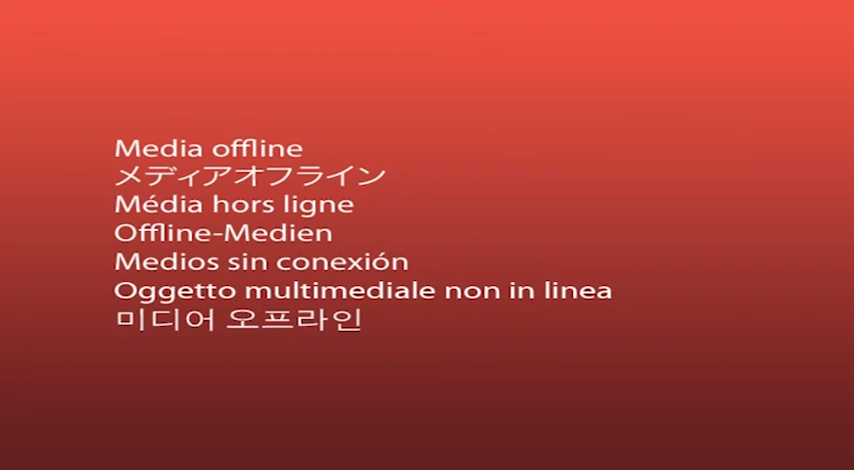 Media offline
メディアオフライン
Média hors ligne
Offline-Medien
Medios sin conexión
Oggetto multimediale non in linea
미디어 오프라인